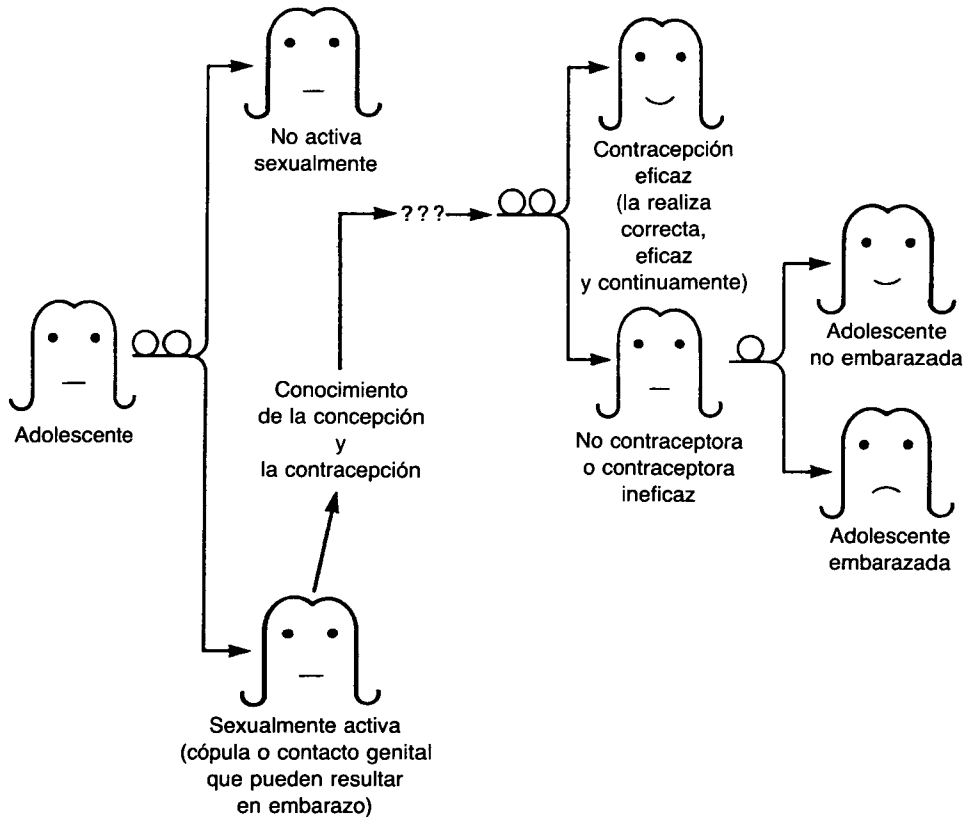 No activa
sexualmente
Adolescente
Conocimiento
de la concepción
y
la contracepción
Sexualmente activa
(cópula o contacto genital
que pueden resultar
en embarazo)
???
Contracepción
eficaz
(la realiza
correcta,
eficaz
y continuamente)
No contraceptora
o contraceptora
ineficaz
Adolescente
no embarazada
Adolescente
embarazada